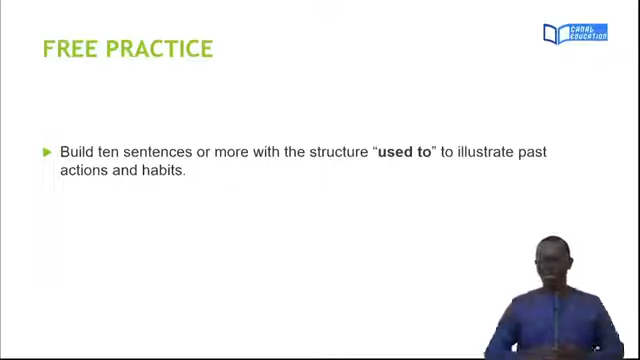 FREE PRACTICE
CANAL
EDUCATION
Build ten sentences or more with the structure “used to” to illustrate past
actions and habits.